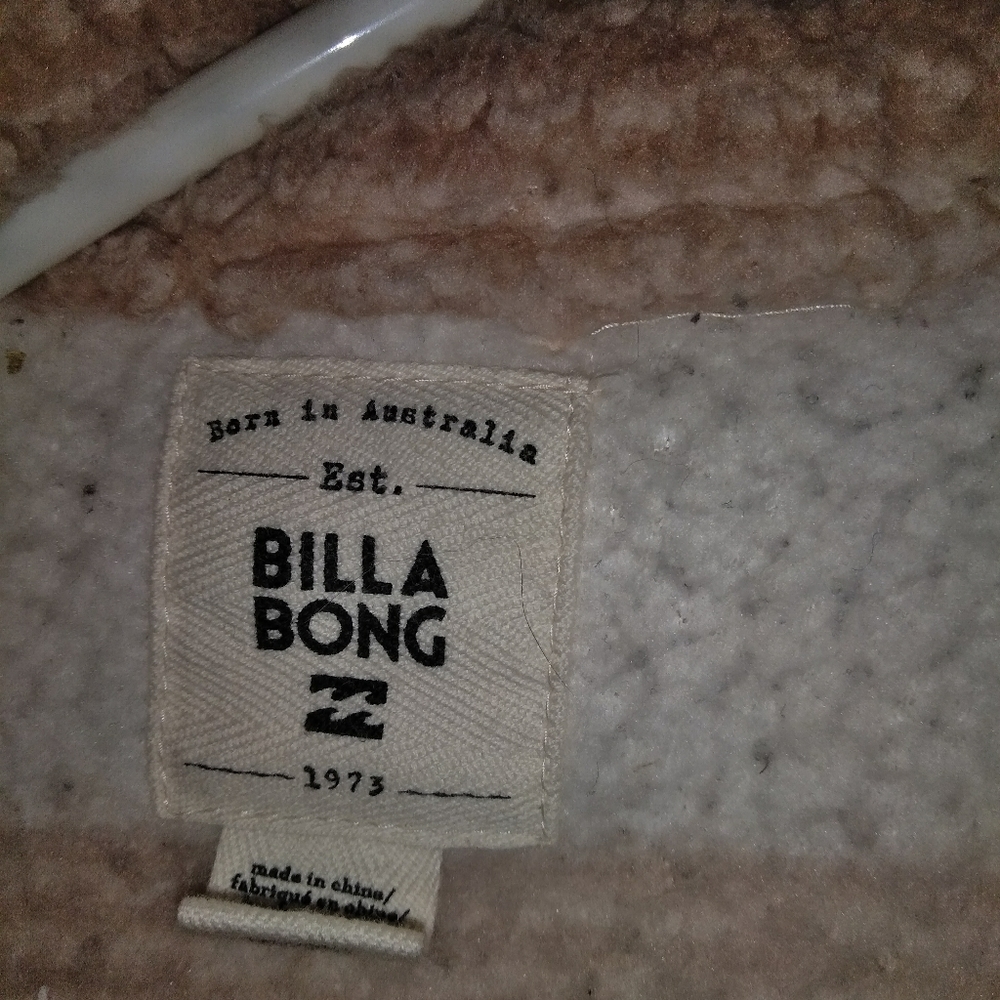 Born in Australia
Est.
BILLA
BONG
1973
made in china/
fabriqué en chine/